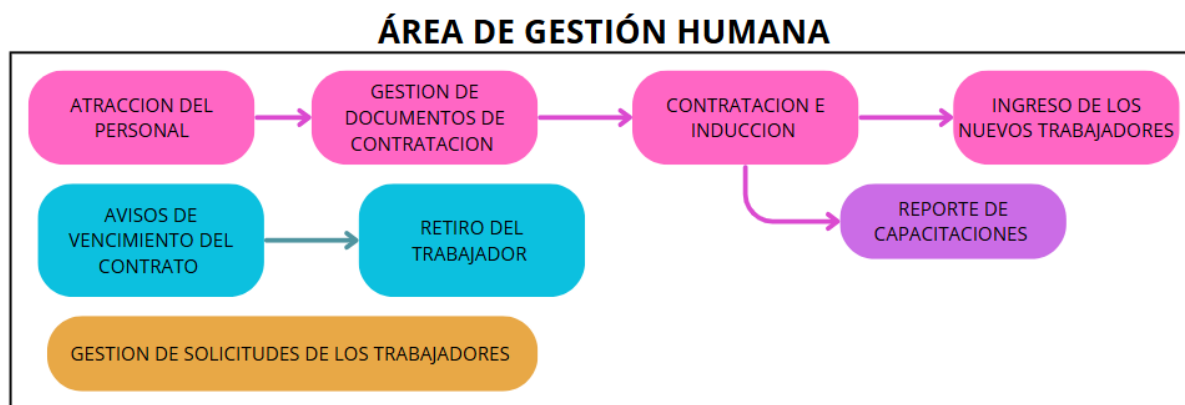 ÁREA DE GESTIÓN HUMANA
ATRACCION DEL
PERSONAL
GESTION DE
DOCUMENTOS DE
CONTRATACION
CONTRATACION E
INDUCCION
INGRESO DE LOS
NUEVOS TRABAJADORES
AVISOS DE
VENCIMIENTO DEL
CONTRATO
RETIRO DEL
TRABAJADOR
REPORTE DE
CAPACITACIONES
GESTION DE SOLICITUDES DE LOS TRABAJADORES